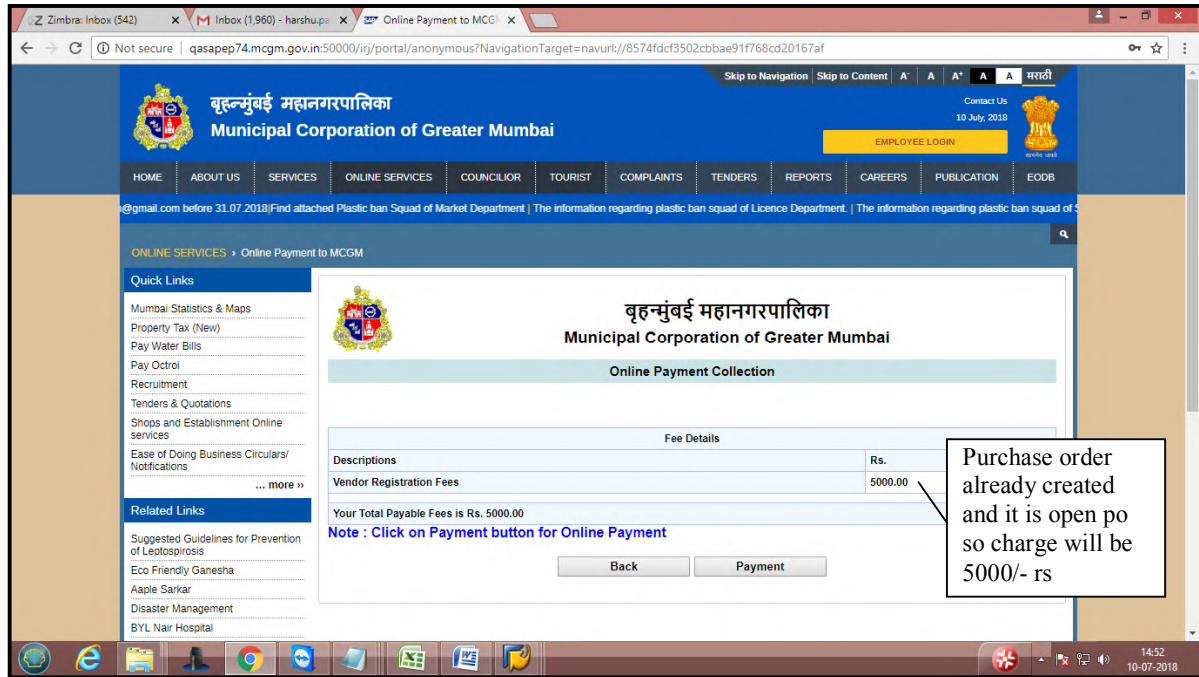 Zimbra: Inbox (542)
Inbox (1,960) - harshu.pa
Online Payment to MCG
Not secure | qasapep74.mcgm.gov.in:50000/irj/portal/anonymous?NavigationTarget=navurl://8574fdcf3502cbbae91f768cd20167af
Skip to Navigation Skip to Content A- A A+ A A मराठी
बृहन्मुंबई महानगरपालिका
Municipal Corporation of Greater Mumbai
Contact Us
10 July, 2018
EMPLOYEE LOGIN
HOME ABOUT US SERVICES ONLINE SERVICES COUNCILIOR TOURIST COMPLAINTS TENDERS REPORTS CAREERS PUBLICATION EODB
@gmail.com before 31.07.2018|Find attached Plastic ban Squad of Market Department | The information regarding plastic ban squad of Licence Department. | The information regarding plastic ban squad of
ONLINE SERVICES › Online Payment to MCGM
Quick Links
Mumbai Statistics & Maps
Property Tax (New)
Pay Water Bills
Pay Octroi
Recruitment
Tenders & Quotations
Shops and Establishment Online
services
Ease of Doing Business Circulars/
Notifications
... more ››
Related Links
Suggested Guidelines for Prevention
of Leptospirosis
Eco Friendly Ganesha
Aaple Sarkar
Disaster Management
BYL Nair Hospital
बृहन्मुंबई महानगरपालिका
Municipal Corporation of Greater Mumbai
Online Payment Collection
Fee Details
Descriptions Rs.
Vendor Registration Fees 5000.00
Your Total Payable Fees is Rs. 5000.00
Note : Click on Payment button for Online Payment
Back Payment
Purchase order
already created
and it is open po
so charge will be
5000/- rs
14:52
10-07-2018